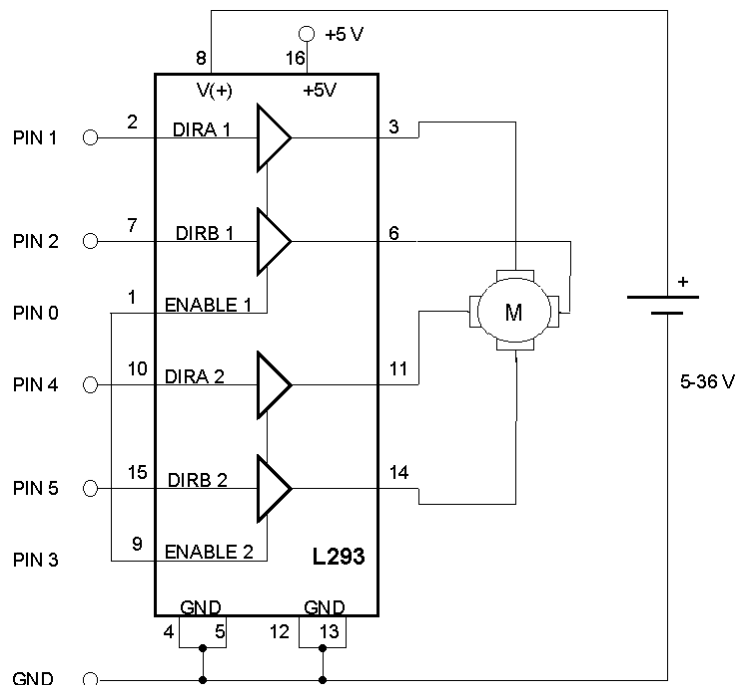 +5 V
8
16
V(+)
+5V
PIN 1
2
DIRA 1
3
PIN 2
7
DIRB 1
6
PIN 0
1
ENABLE 1
M
+
PIN 4
10
DIRA 2
11
5-36 V
PIN 5
15
DIRB 2
14
PIN 3
9
ENABLE 2
L293
GND
GND
4
5
12
13
GND